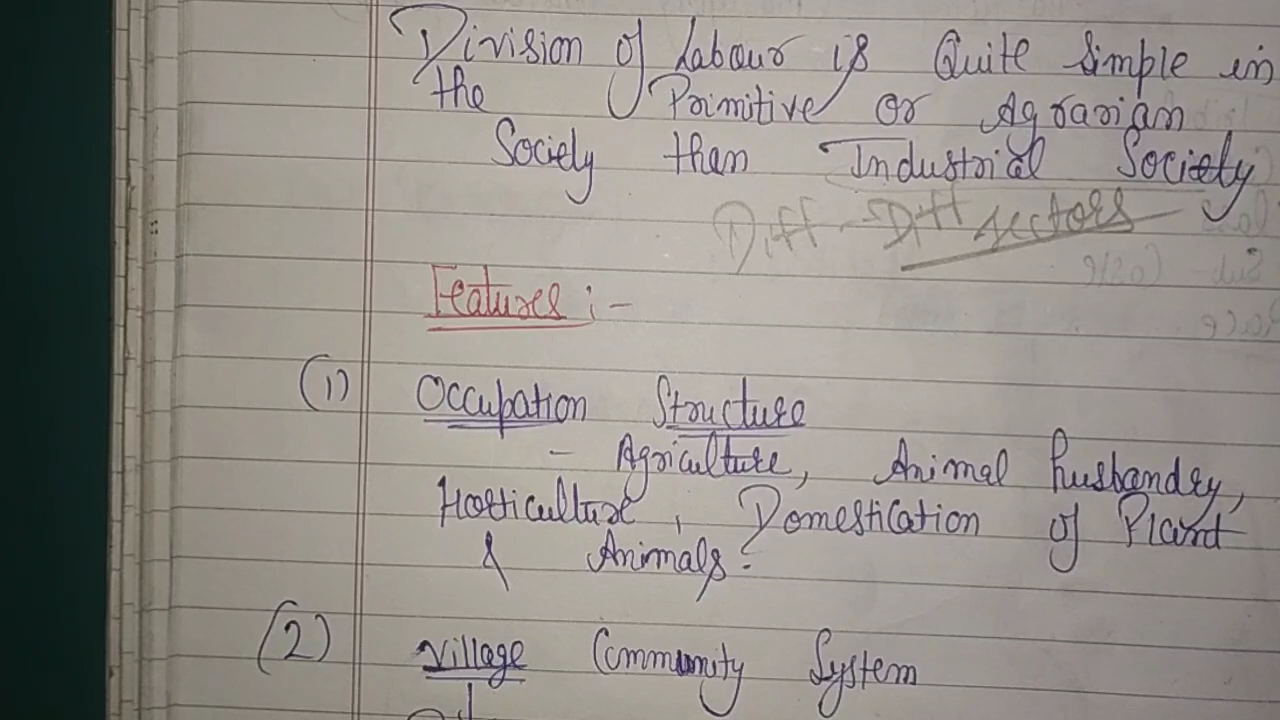 Division of Labour is Quite Simple in
the Primitive or Agrarian
Society than Industrial Society
Diff - Diff sectors
Features :-
(1) Occupation Structure
- Agriculture, Animal husbandry,
Horticulture, Domestication of Plant
& Animals.
(2) Village Community System